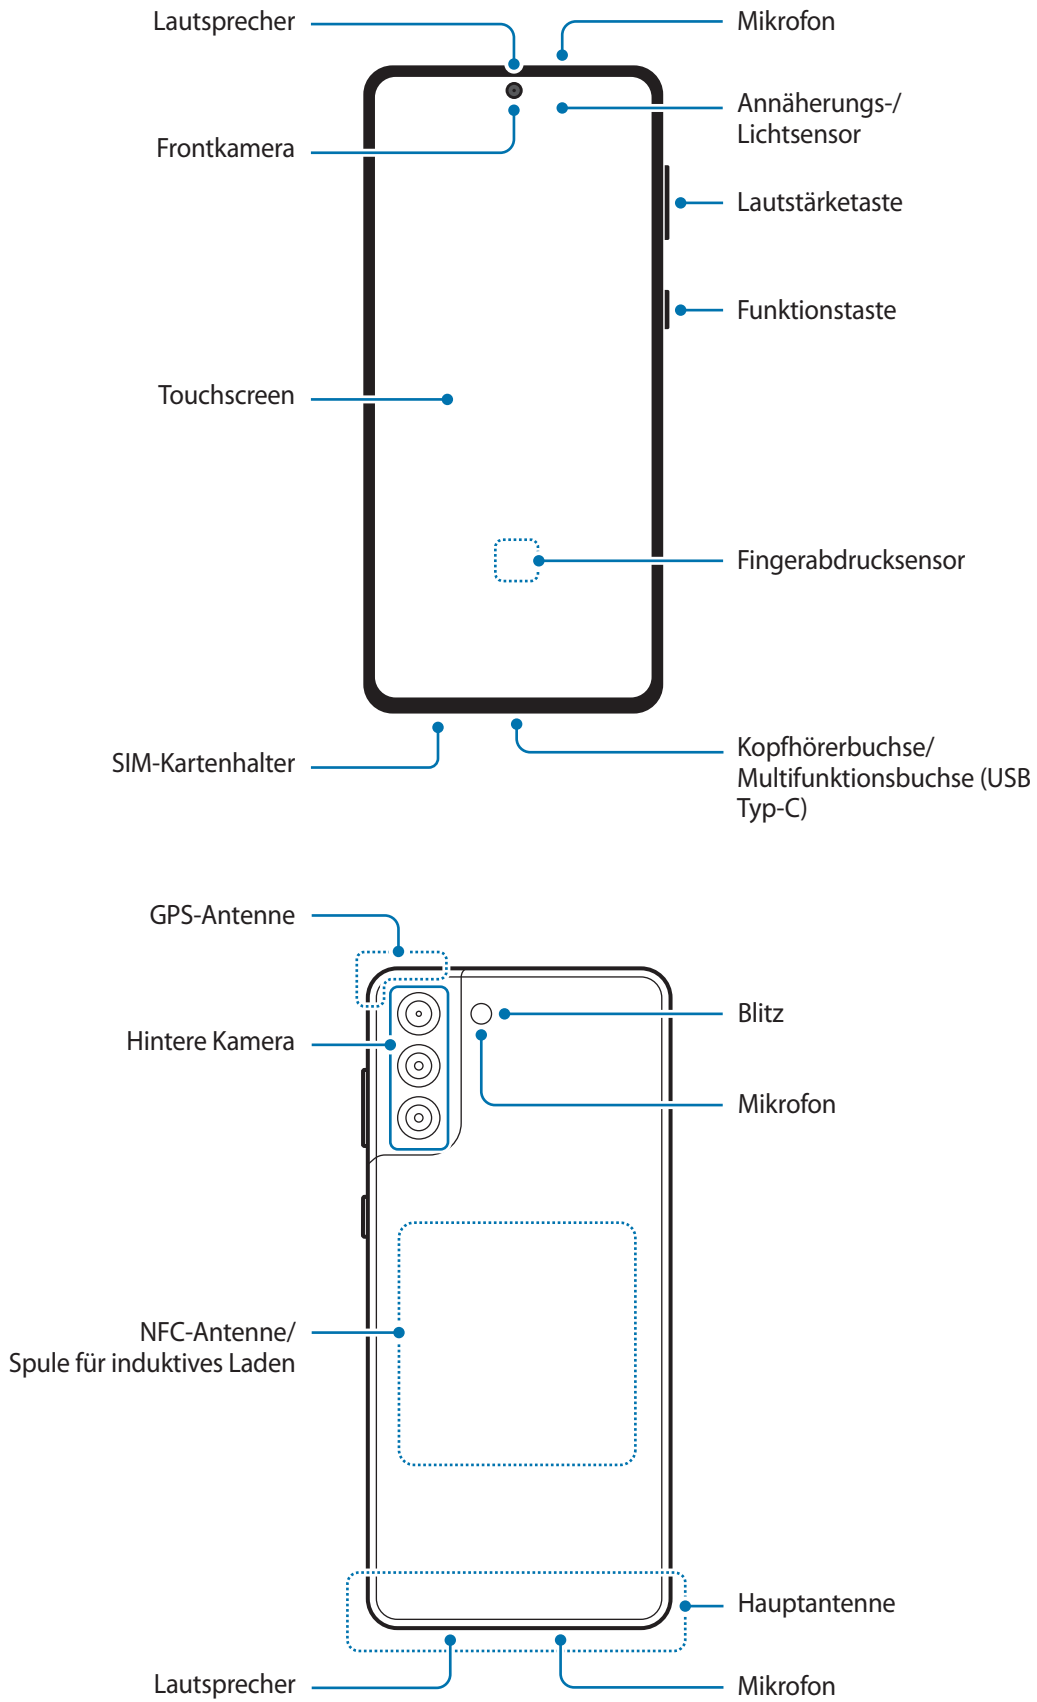 Lautsprecher
Mikrofon
Annäherungs-/
Lichtsensor
Frontkamera
Lautstärketaste
Funktionstaste
Touchscreen
Fingerabdrucksensor
SIM-Kartenhalter
Kopfhörerbuchse/
Multifunktionsbuchse (USB
Typ-C)
GPS-Antenne
Blitz
Hintere Kamera
Mikrofon
NFC-Antenne/
Spule für induktives Laden
Hauptantenne
Lautsprecher
Mikrofon